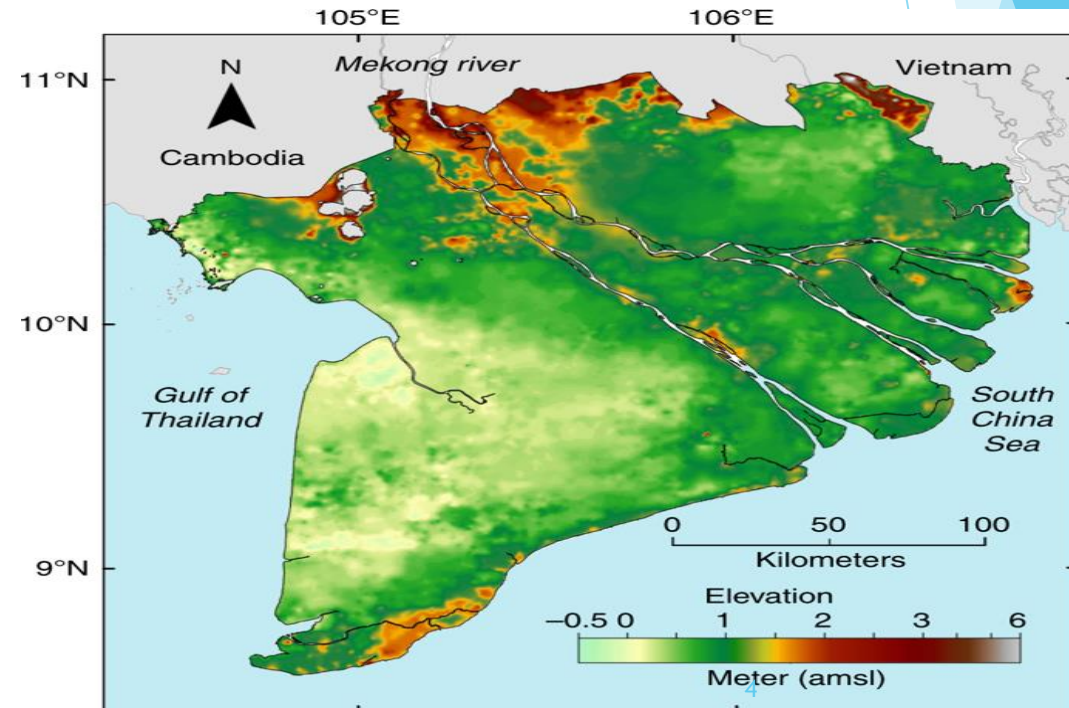 105°E 106°E
11°N
N
Mekong river
Vietnam
Cambodia
10°N
Gulf of
Thailand
South
China
Sea
0 50 100
Kilometers
9°N
Elevation
−0.5 0 1 2 3 6
Meter (amsl)
4